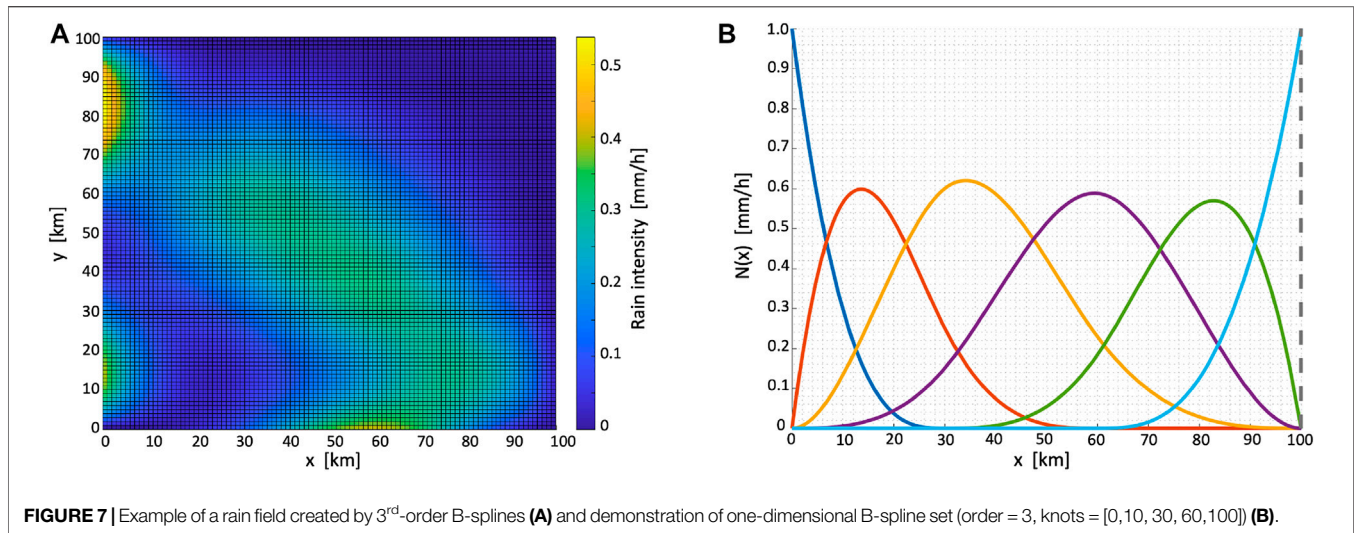 A
100
90
80
70
60
50
40
30
20
10
0
y [km]
0 10 20 30 40 50 60 70 80 90 100
x [km]
0.5
0.4
0.3
0.2
0.1
0
Rain intensity [mm/h]
B
1.0
0.9
0.8
0.7
0.6
0.5
0.4
0.3
0.2
0.1
0
N(x) [mm/h]
0 10 20 30 40 50 60 70 80 90 100
x [km]
FIGURE 7 | Example of a rain field created by 3rd-order B-splines (A) and demonstration of one-dimensional B-spline set (order = 3, knots = [0,10, 30, 60,100]) (B).